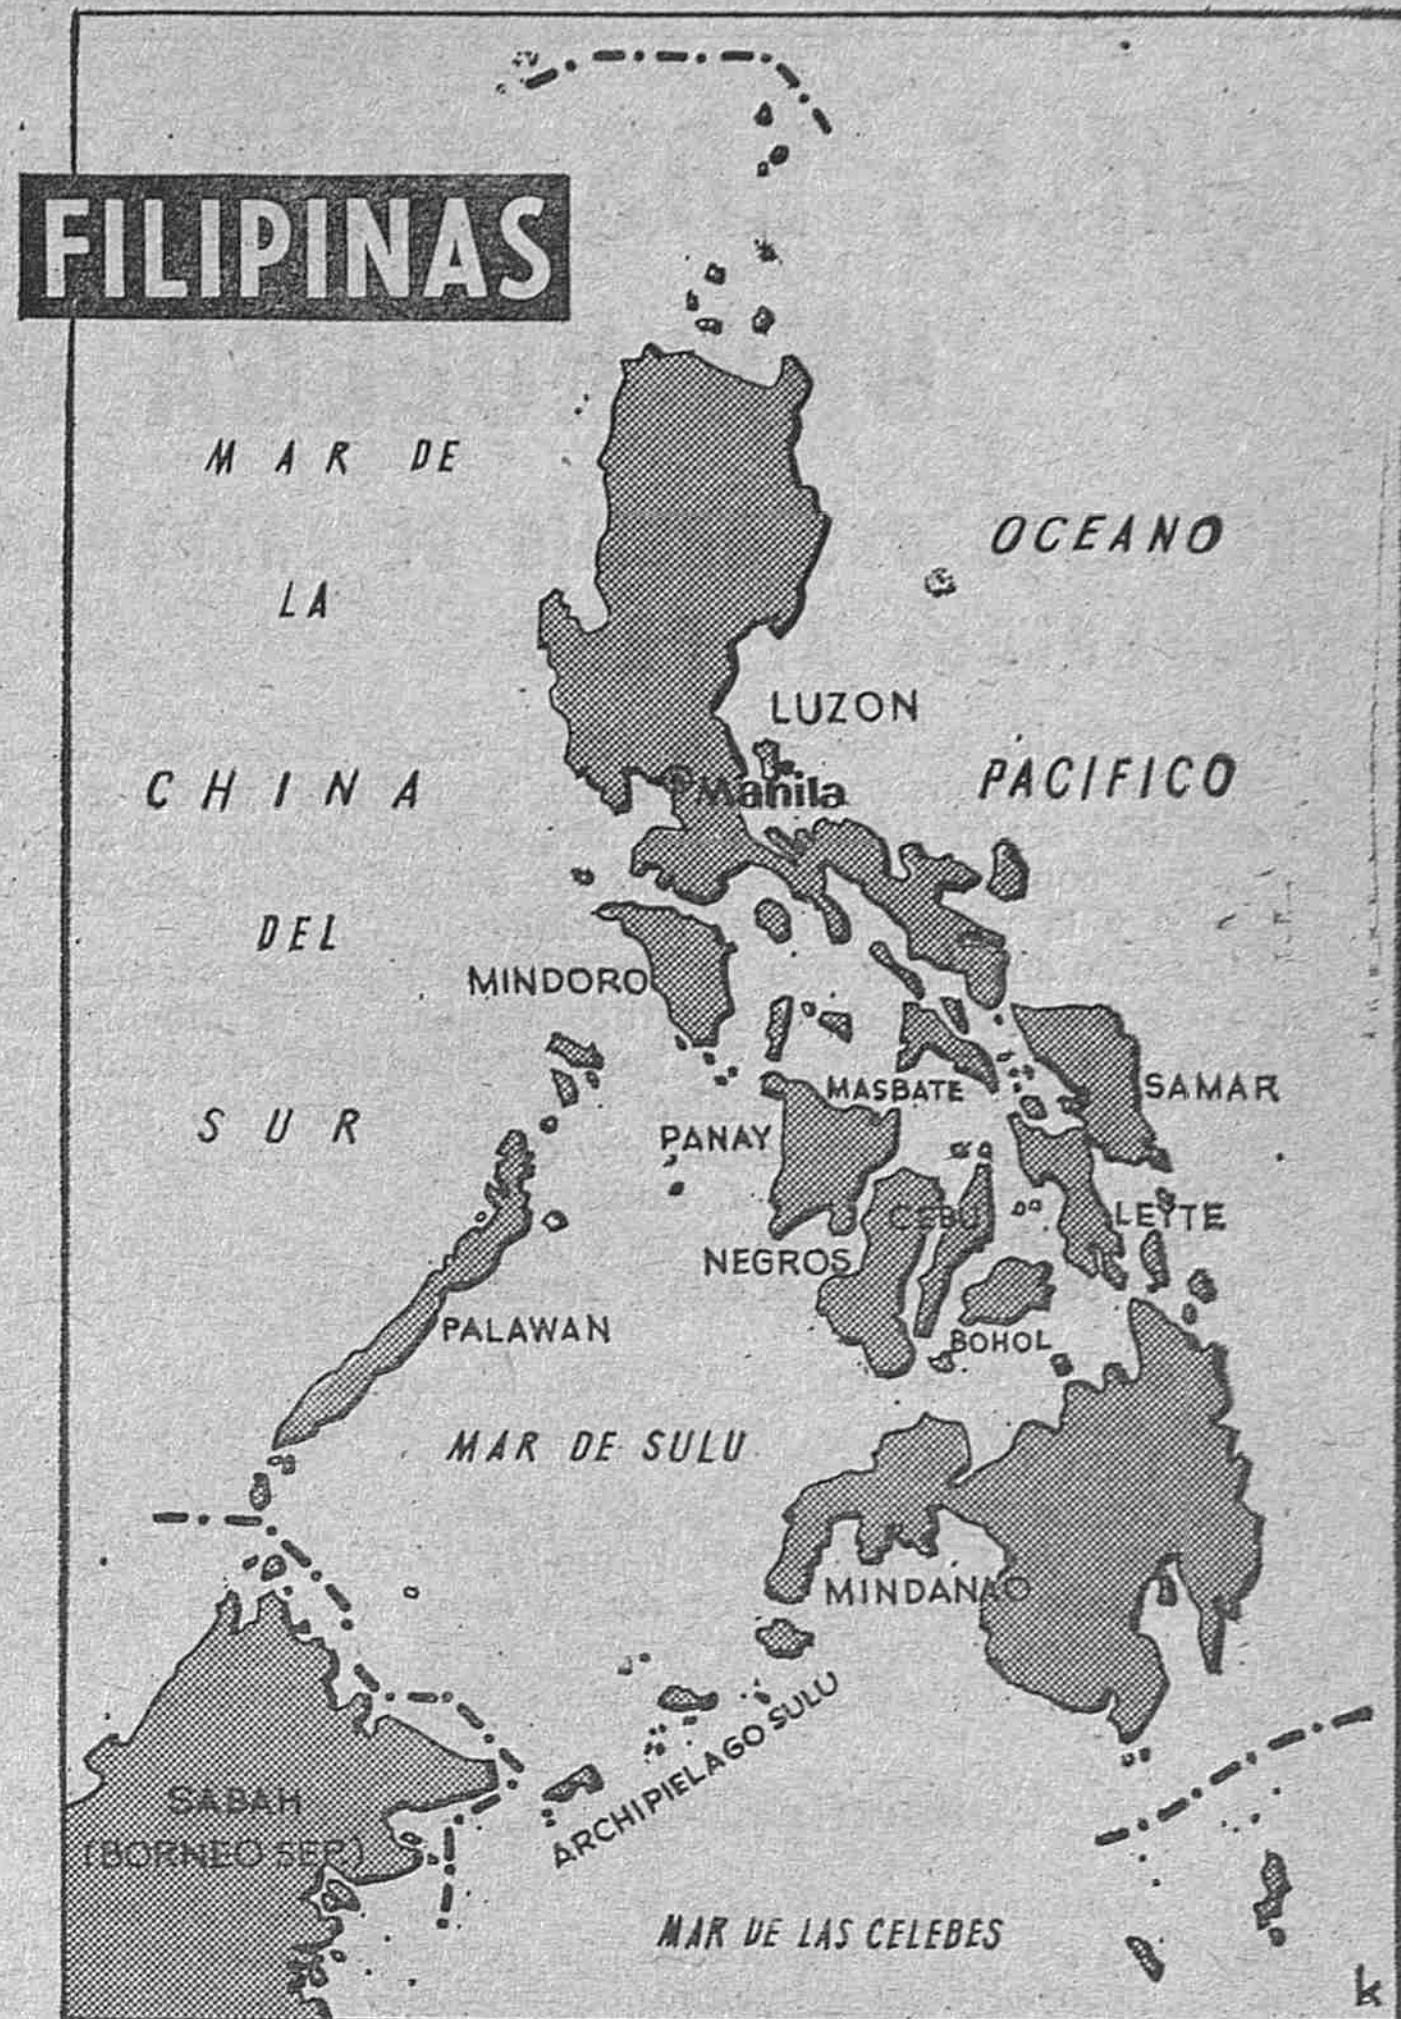 FILIPINAS
MAR DE
LA
CHINA
DEL
SUR
OCEANO
PACIFICO
LUZON
Manila
MINDORO
MASBATE
SAMAR
PANAY
CEBU
LEYTE
NEGROS
PALAWAN
BOHOL
MAR DE SULU
MINDANAO
ARCHIPIELAGO SULU
SABAH
(BORNEO SEP.)
MAR DE LAS CELEBES
k